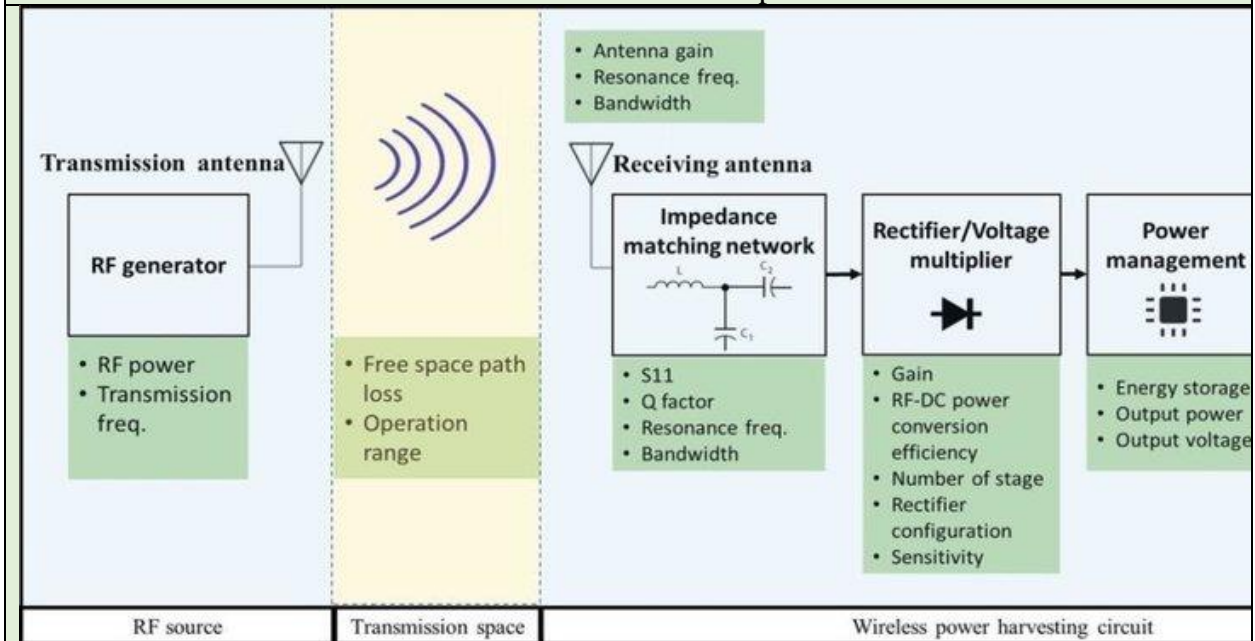 • Antenna gain
• Resonance freq.
• Bandwidth
Transmission antenna
Receiving antenna
RF generator
Impedance
matching network
L
C2
C1
Rectifier/Voltage
multiplier
Power
management
• RF power
• Transmission
freq.
• Free space path
loss
• Operation
range
• S11
• Q factor
• Resonance freq.
• Bandwidth
• Gain
• RF-DC power
conversion
efficiency
• Number of stage
• Rectifier
configuration
• Sensitivity
• Energy storage
• Output power
• Output voltage
RF source
Transmission space
Wireless power harvesting circuit